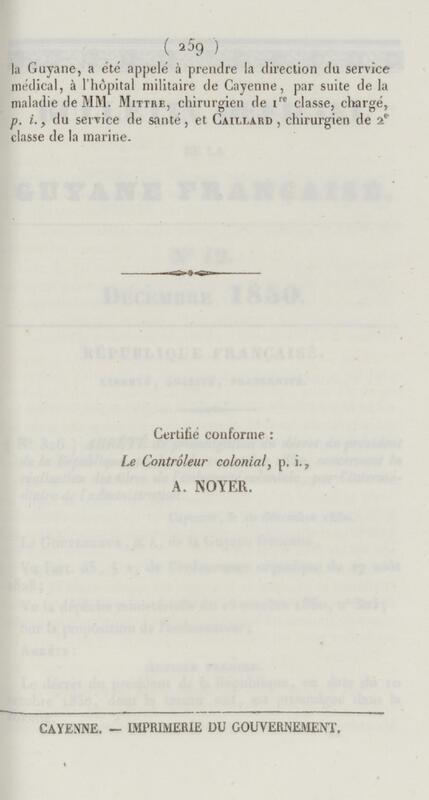 ( 259 )
la Guyane, a été appelé à prendre la direction du service
médical, à l'hôpital militaire de Cayenne, par suite de la
maladie de MM. MITTRE, chirurgien de 1re classe, chargé,
p. i., du service de santé, et CAILLARD, chirurgien de 2e
classe de la marine.
Certifié conforme :
Le Contrôleur colonial, p. i.,
A. NOYER.
CAYENNE. — IMPRIMERIE DU GOUVERNEMENT.